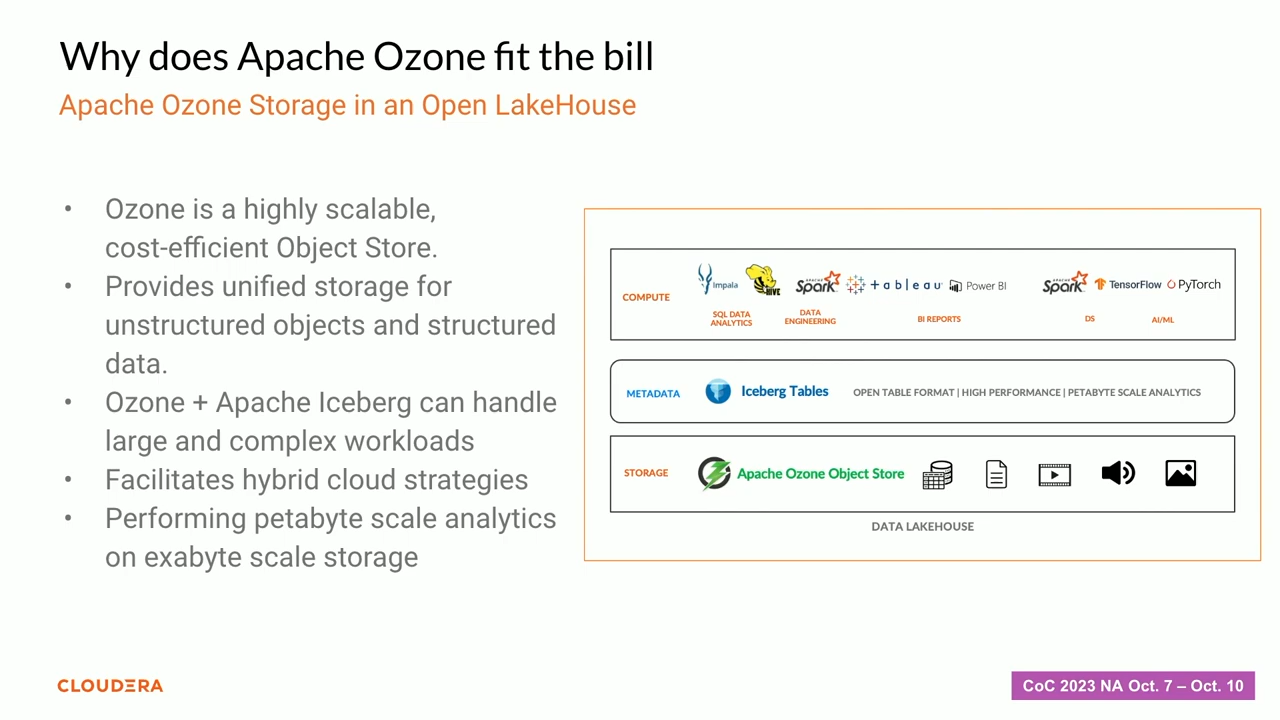 Why does Apache Ozone fit the bill
Apache Ozone Storage in an Open LakeHouse
• Ozone is a highly scalable,
cost-efficient Object Store.
• Provides unified storage for
unstructured objects and structured
data.
• Ozone + Apache Iceberg can handle
large and complex workloads
• Facilitates hybrid cloud strategies
• Performing petabyte scale analytics
on exabyte scale storage
COMPUTE
Impala
HIVE
APACHE
Spark
+ a b l e a u
Power BI
APACHE
Spark
TensorFlow
PyTorch
SQL DATA
ANALYTICS
DATA
ENGINEERING
BI REPORTS
DS
AI/ML
METADATA
Iceberg Tables
OPEN TABLE FORMAT | HIGH PERFORMANCE | PETABYTE SCALE ANALYTICS
STORAGE
Apache Ozone Object Store
DATA LAKEHOUSE
CLOUDERA
CoC 2023 NA Oct. 7 – Oct. 10